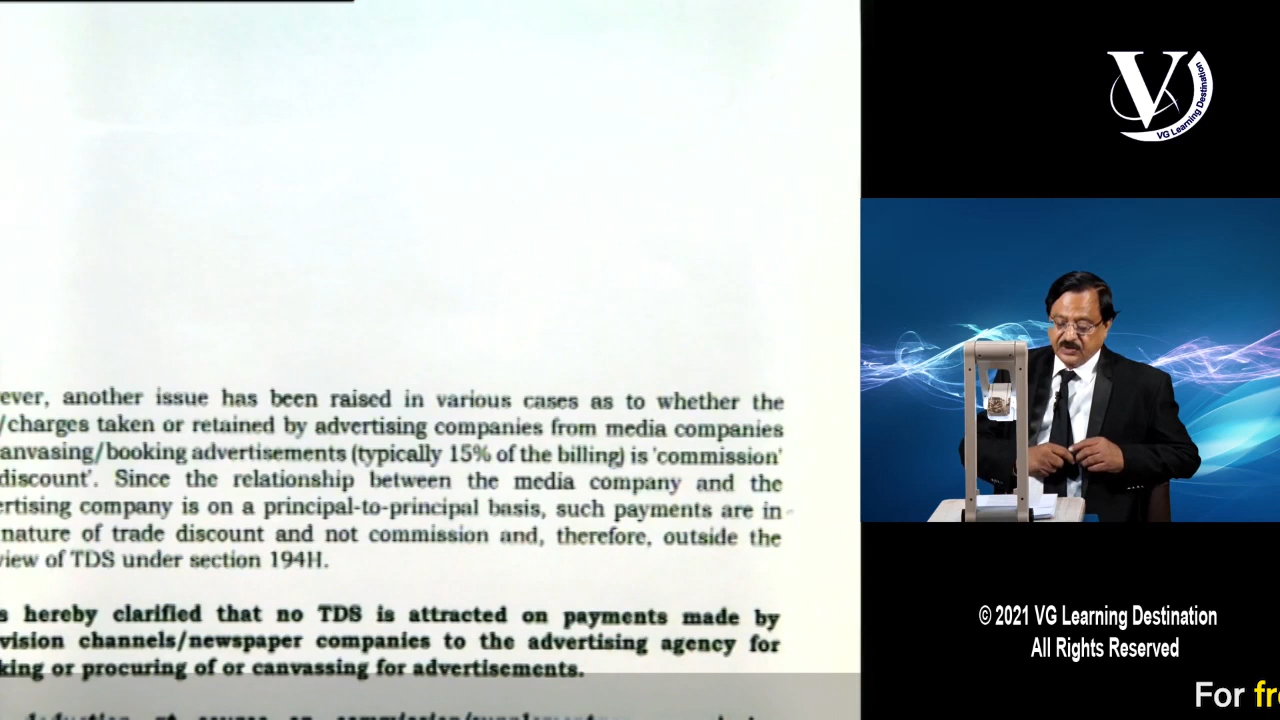 ever, another issue has been raised in various cases as to whether the
/charges taken or retained by advertising companies from media companies
anvasing/booking advertisements (typically 15% of the billing) is 'commission'
discount'. Since the relationship between the media company and the
ertising company is on a principal-to-principal basis, such payments are in
nature of trade discount and not commission and, therefore, outside the
view of TDS under section 194H.
s hereby clarified that no TDS is attracted on payments made by
vision channels/newspaper companies to the advertising agency for
king or procuring of or canvassing for advertisements.
V
VG Learning Destination
© 2021 VG Learning Destination
All Rights Reserved
For fre